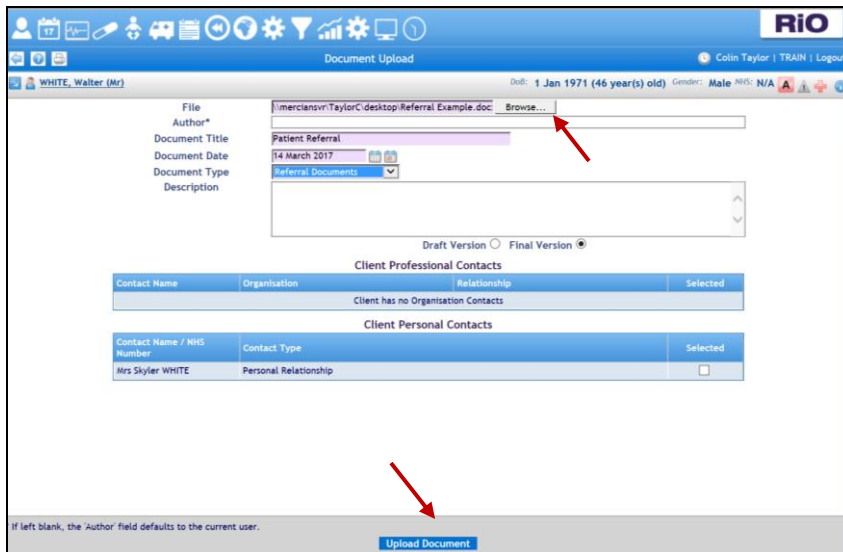 17
RiO
Document Upload
Colin Taylor | TRAIN | Logou
WHITE, Walter (Mr)
DoB: 1 Jan 1971 (46 year(s) old) Gender: Male NHS: N/A A
File \\merciansvr\TaylorC\desktop\Referral Example.doc Browse...
Author*
Document Title Patient Referral
Document Date 14 March 2017
Document Type Referral Documents
Description
Draft Version Final Version
Client Professional Contacts
Contact Name Organisation Relationship Selected
Client has no Organisation Contacts
Client Personal Contacts
Contact Name / NHS Number Contact Type Selected
Mrs Skyler WHITE Personal Relationship
If left blank, the 'Author' field defaults to the current user.
Upload Document